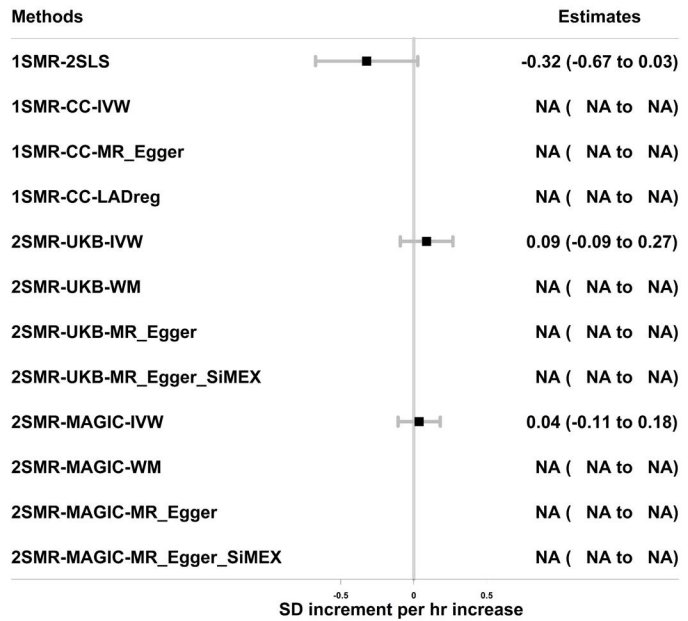 Methods Estimates
1SMR-2SLS -0.32 (-0.67 to 0.03)
1SMR-CC-IVW NA ( NA to NA)
1SMR-CC-MR_Egger NA ( NA to NA)
1SMR-CC-LADreg NA ( NA to NA)
2SMR-UKB-IVW 0.09 (-0.09 to 0.27)
2SMR-UKB-WM NA ( NA to NA)
2SMR-UKB-MR_Egger NA ( NA to NA)
2SMR-UKB-MR_Egger_SiMEX NA ( NA to NA)
2SMR-MAGIC-IVW 0.04 (-0.11 to 0.18)
2SMR-MAGIC-WM NA ( NA to NA)
2SMR-MAGIC-MR_Egger NA ( NA to NA)
2SMR-MAGIC-MR_Egger_SiMEX NA ( NA to NA)
-0.5 0 0.5
SD increment per hr increase